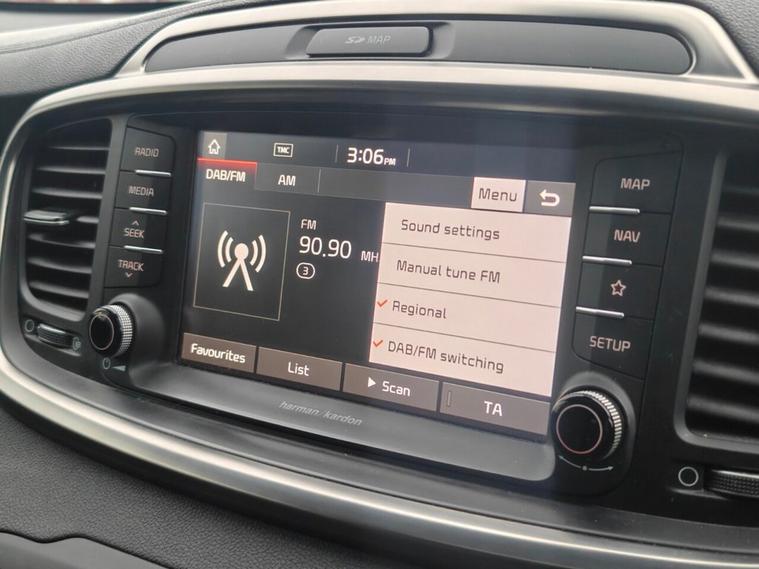 SD MAP
RADIO
MEDIA
SEEK
TRACK
TMC
3:06PM
DAB/FM
AM
Menu
FM
90.90 MH
3
Sound settings
Manual tune FM
Regional
DAB/FM switching
Favourites
List
Scan
TA
MAP
NAV
SETUP
harman/kardon